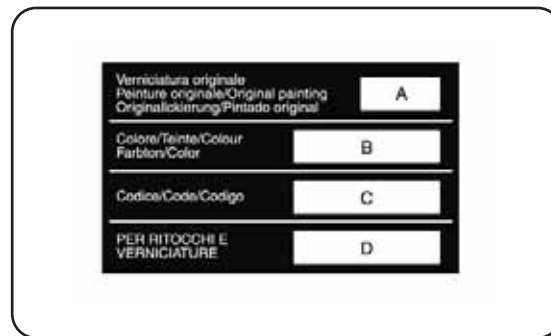 Verniciatura originale
Peinture originale/Original painting
Originallckierung/Pintado original
A
Colore/Teinte/Colour
Farbton/Color
B
Codice/Code/Codigo
C
PER RITOCCHI E
VERNICIATURE
D